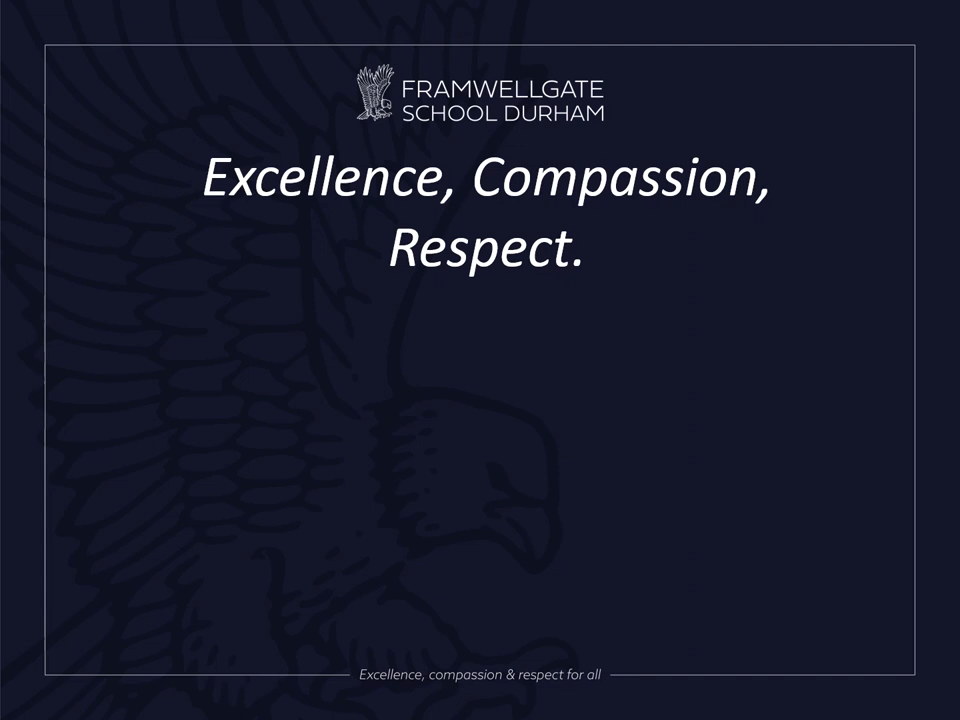 FRAMWELLGATE
SCHOOL DURHAM
Excellence, Compassion,
Respect.
Excellence, compassion & respect for all